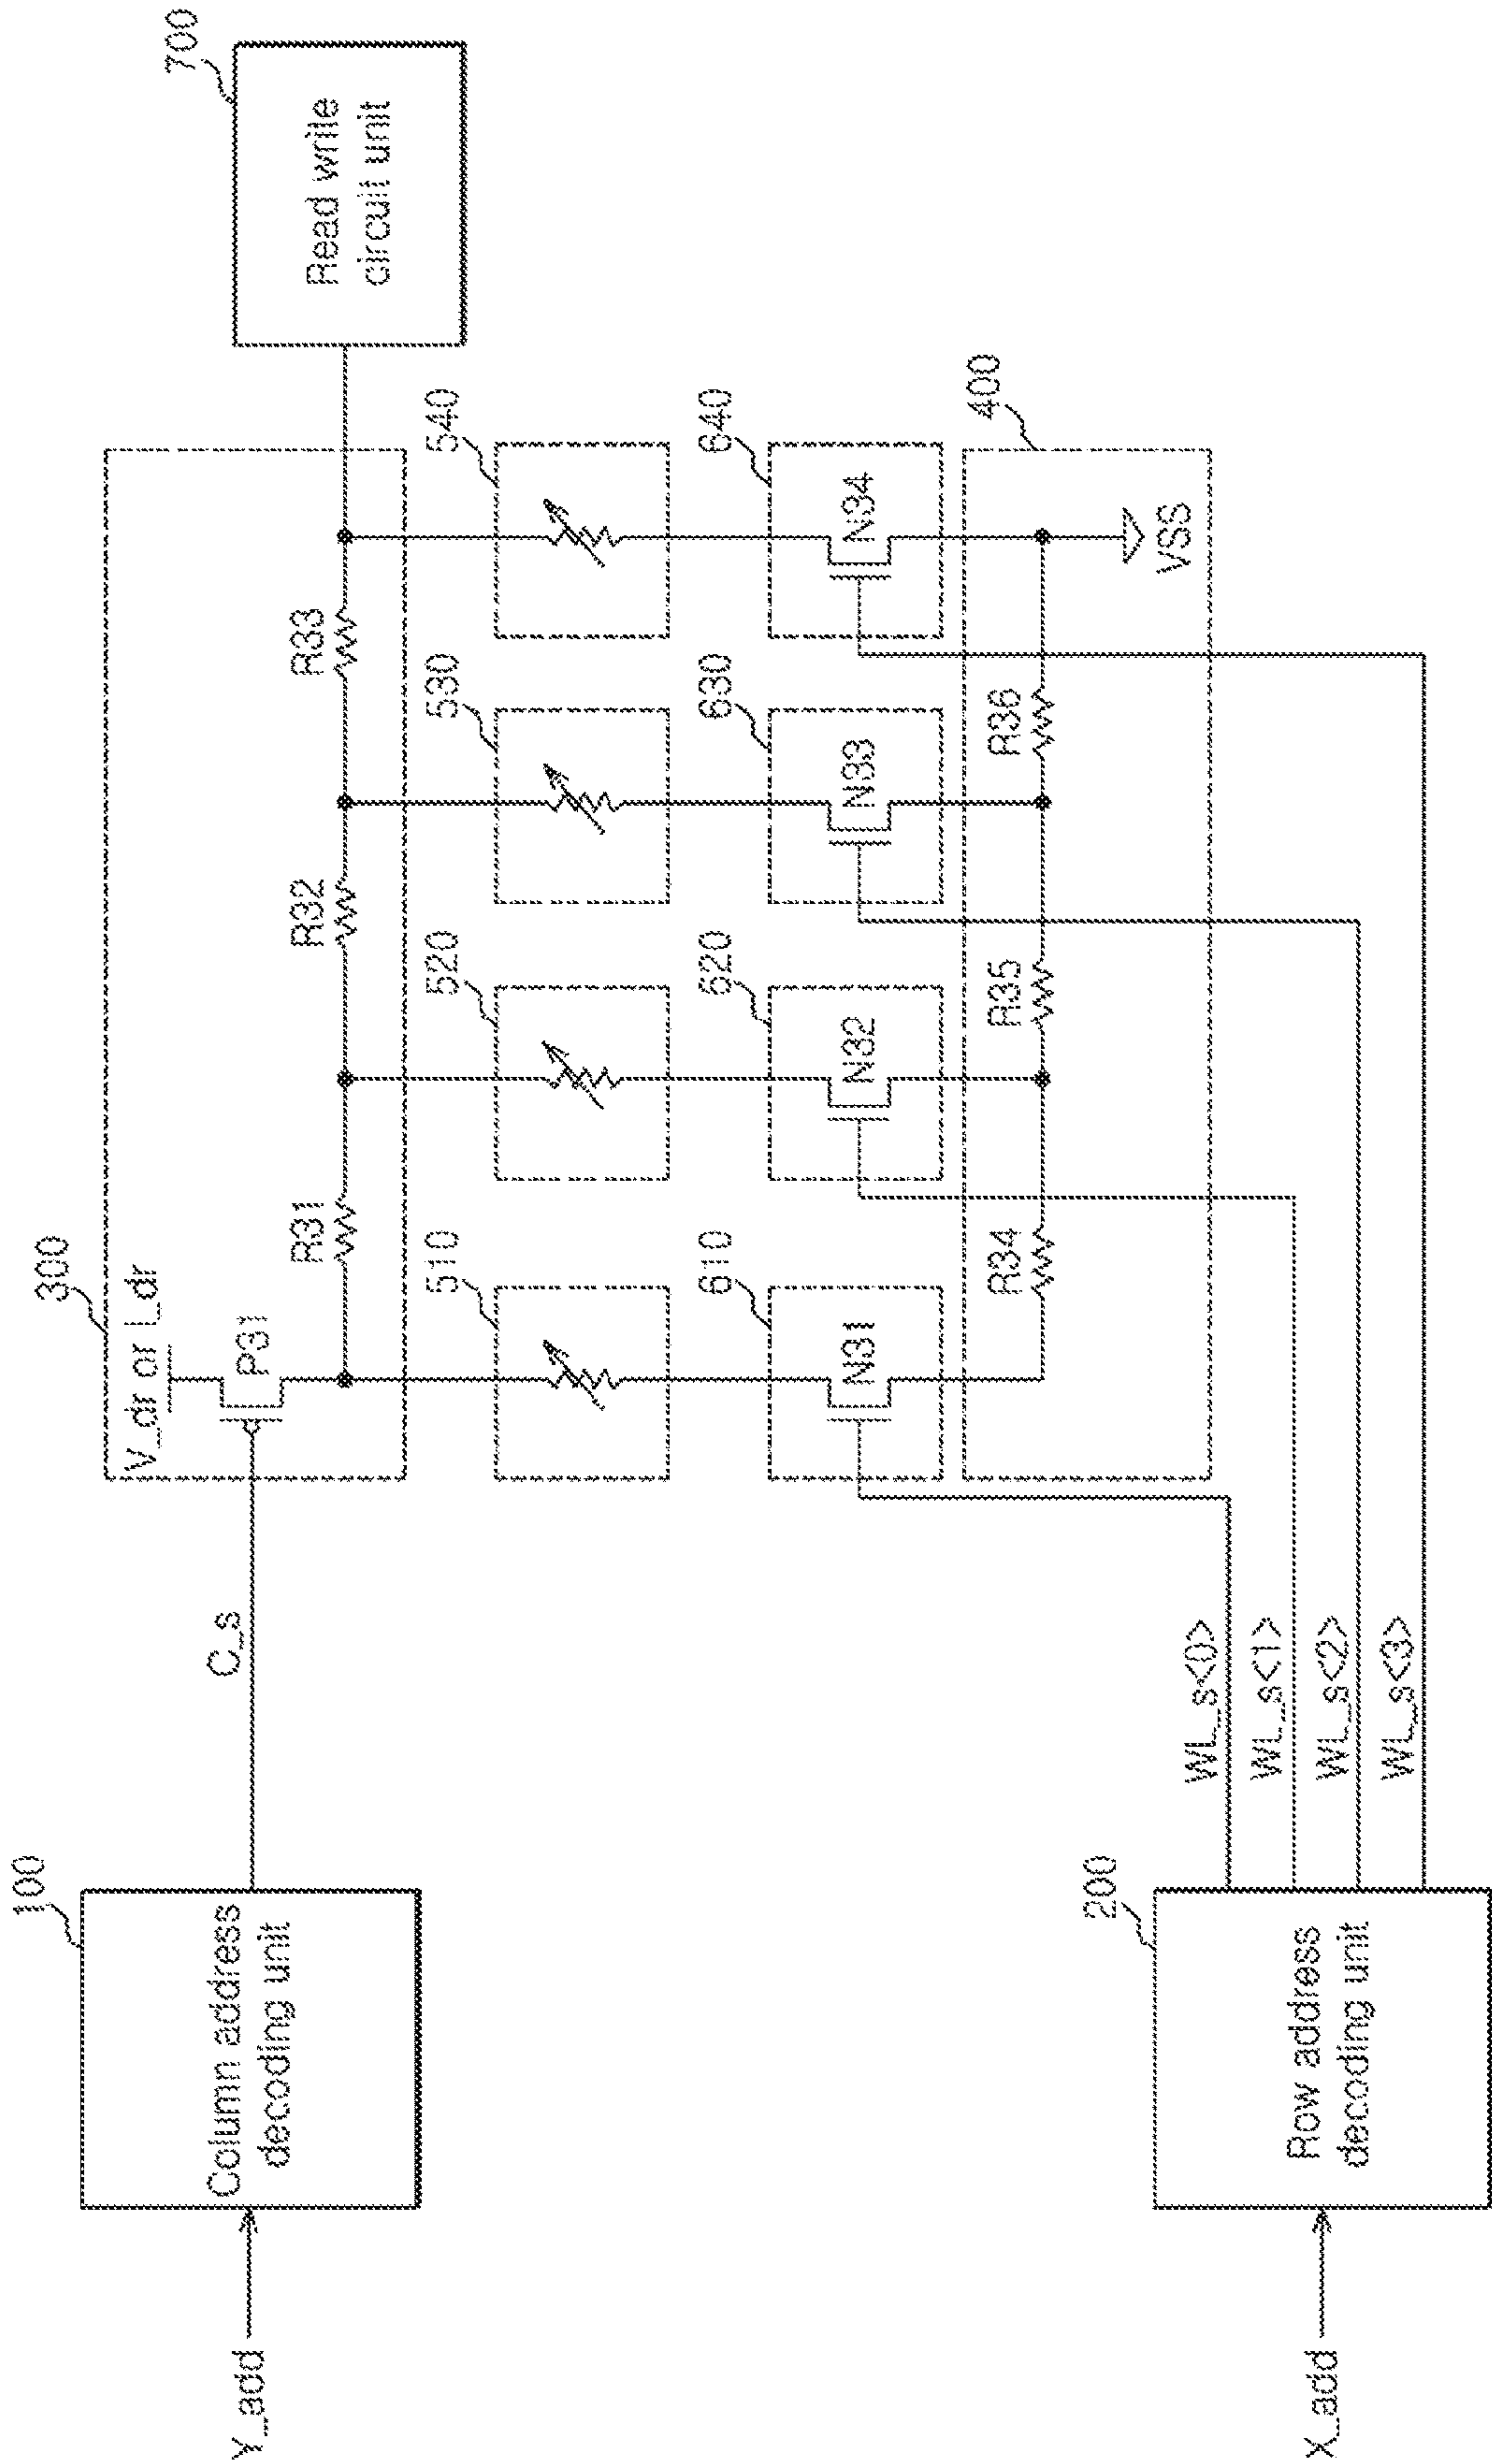 100
Column address
decoding unit
Y_add
C_s
300
V_dr or I_dr
P31
R31
R32
R33
700
Read write
circuit unit
510
520
530
540
610
N31
620
N32
630
N33
640
N34
400
R34
R35
R36
VSS
200
Row address
decoding unit
X_add
WL_s<0>
WL_s<1>
WL_s<2>
WL_s<3>